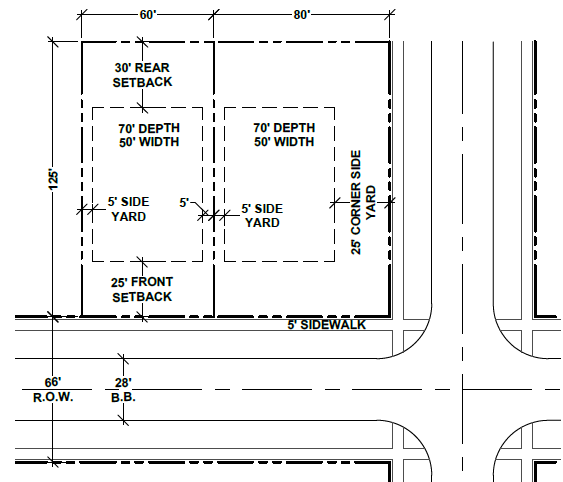 60'
80'
30' REAR
SETBACK
70' DEPTH
50' WIDTH
70' DEPTH
50' WIDTH
125'
25' CORNER SIDE
YARD
5' SIDE
YARD
5'
5' SIDE
YARD
25' FRONT
SETBACK
5' SIDEWALK
66'
R.O.W.
28'
B.B.